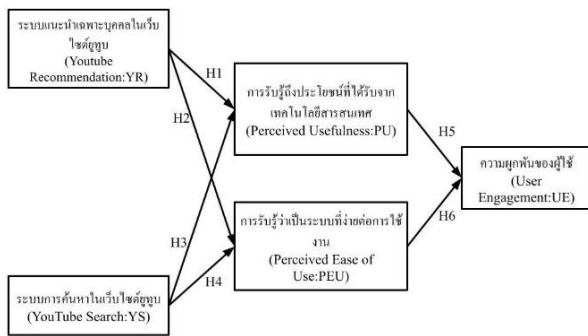 ระบบแนะนำเฉพาะบุคคลในเว็บ
ไซต์ยูทูบ
(Youtube
Recommendation:YR)
H1
H2
การรับรู้ถึงประโยชน์ที่ได้รับจาก
เทคโนโลยีสารสนเทศ
(Perceived Usefulness:PU)
H5
ความผูกพันของผู้ใช้
(User
Engagement:UE)
H6
การรับรู้ว่าเป็นระบบที่ง่ายต่อการใช้
งาน
(Perceived Ease of
Use:PEU)
H3
H4
ระบบการค้นหาในเว็บไซต์ยูทูบ
(YouTube Search:YS)